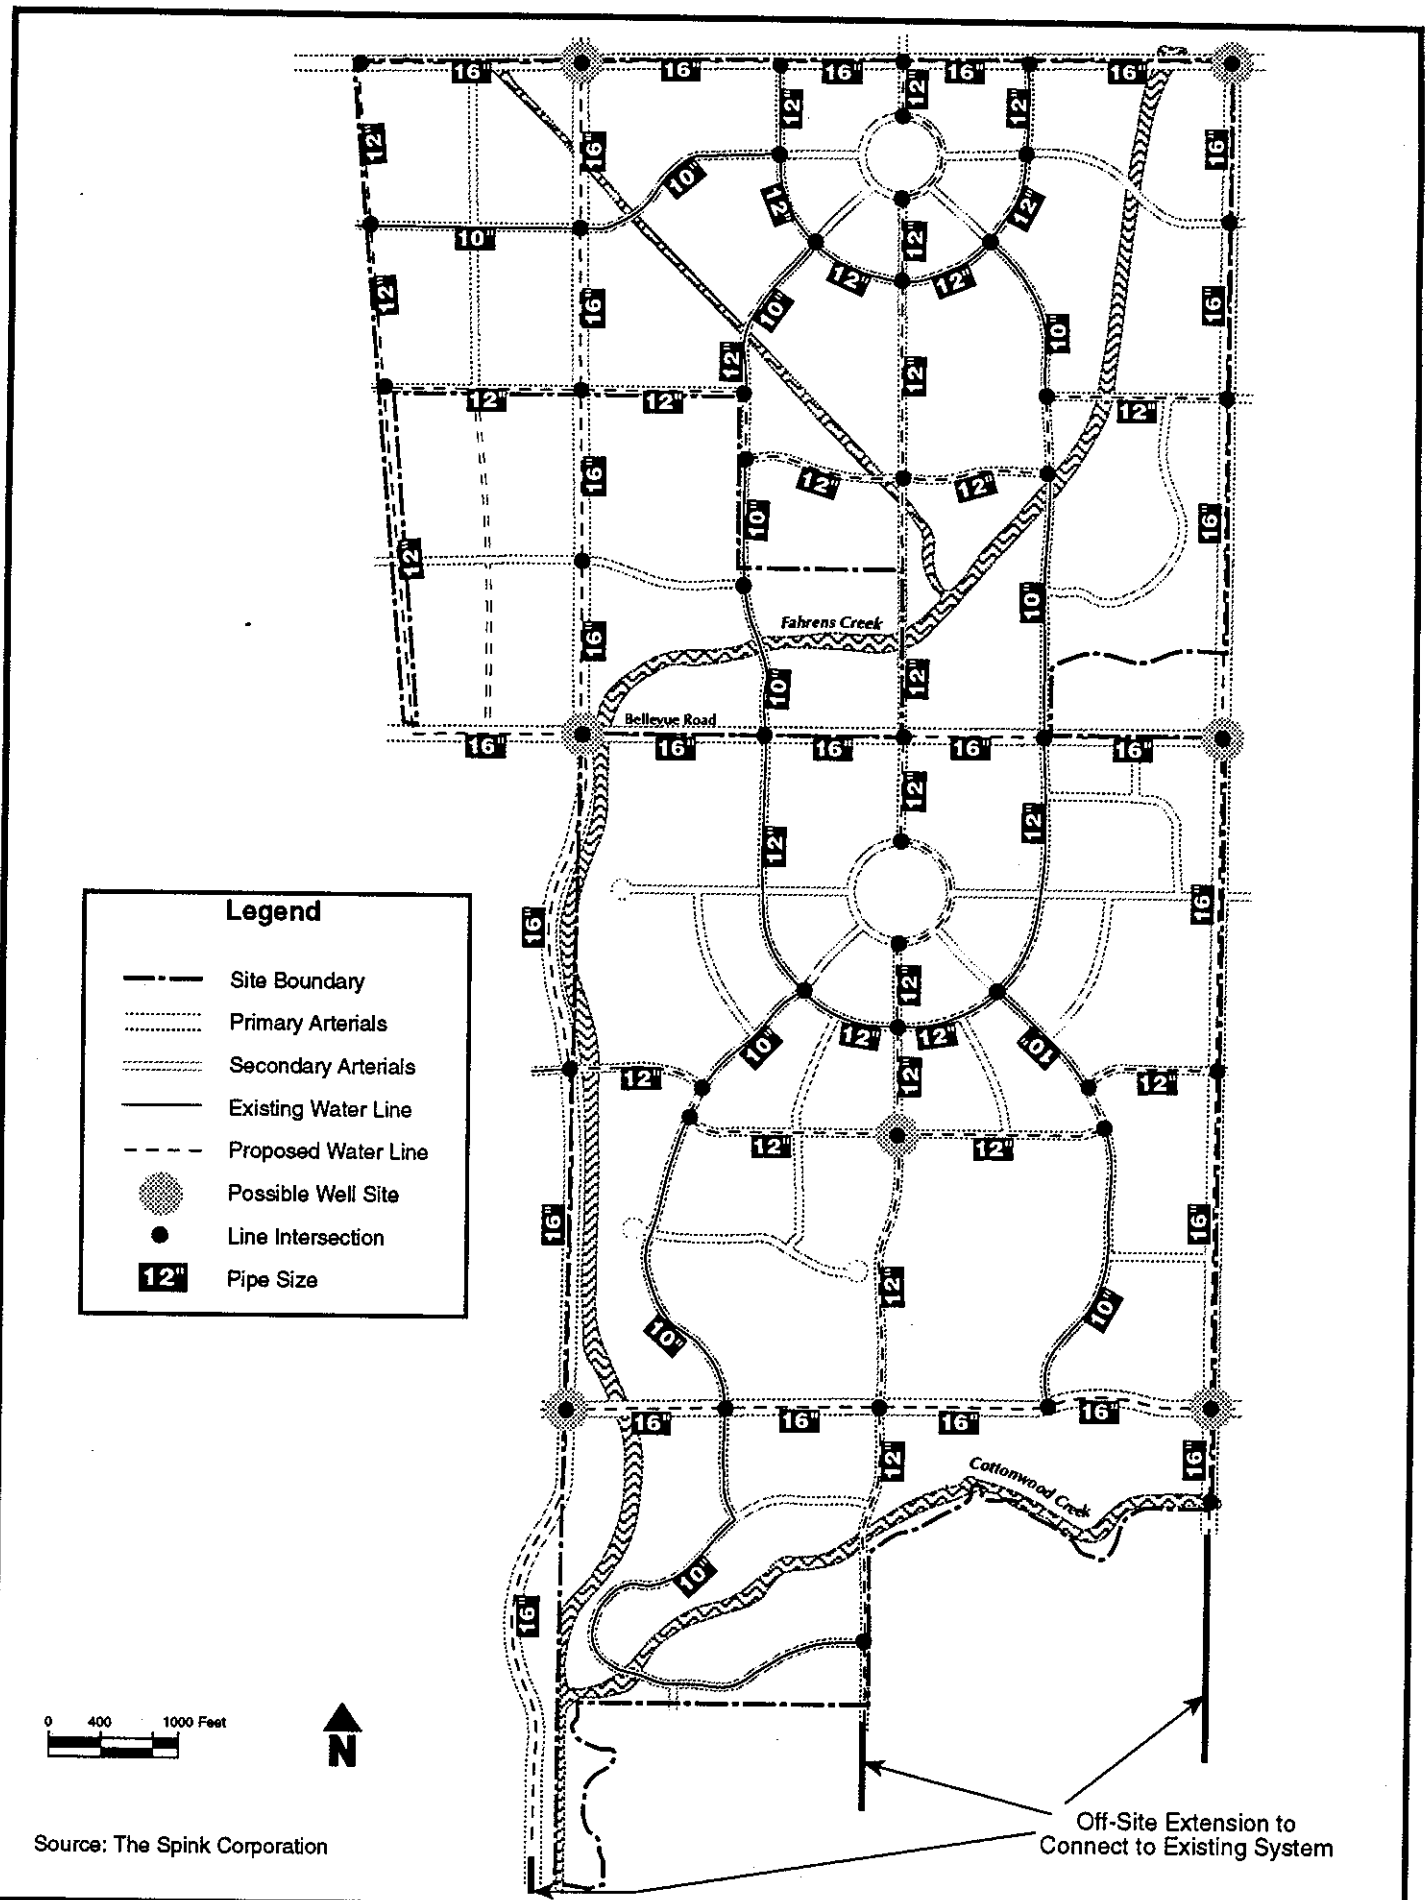 16" 16" 16" 16" 16"
12" 12" 12" 16" 16"
10" 12" 12"
10" 12"
12" 12" 12"
12" 16" 10" 10" 16"
12" 12"
12" 12" 12"
16" 12" 12"
10" 16"
12" 10"
16" Fahrens Creek
10" 12"
Bellevue Road
16" 16" 16" 16" 16"
12" 12"
12"
16" 16"
12"
10" 12" 12" 10"
12" 12" 12"
12" 12"
16" 16"
12"
10" 10"
16" 16" 16" 16"
12" 16"
Cottonwood Creek
10"
16"
Legend
Site Boundary
Primary Arterials
Secondary Arterials
Existing Water Line
Proposed Water Line
Possible Well Site
Line Intersection
12" Pipe Size
0 400 1000 Feet
N
Off-Site Extension to
Connect to Existing System
Source: The Spink Corporation